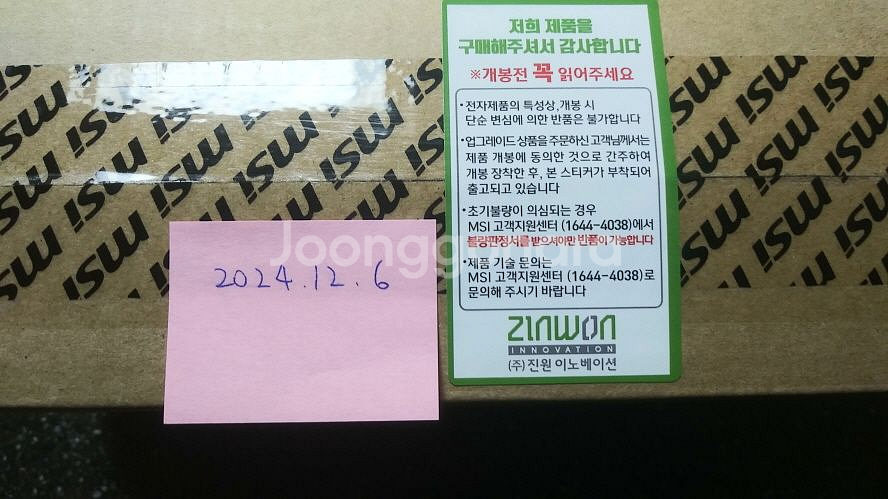 msi msi msi msi msi msi msi msi
저희 제품을
구매해주셔서 감사합니다
※개봉전 꼭 읽어주세요
•전자제품의 특성상, 개봉 시
단순 변심에 의한 반품은 불가합니다
•업그레이드 상품을 주문하신 고객님께서는
제품 개봉에 동의한 것으로 간주하여
개봉 장착한 후, 본 스티커가 부착되어
출고되고 있습니다
•초기불량이 의심되는 경우
MSI 고객지원센터 (1644-4038)에서
불량판정서를 받으셔야만 반품이 가능합니다
•제품 기술 문의는
MSI 고객지원센터 (1644-4038)로
문의해 주시기 바랍니다
ZINWON
INNOVATION
(주) 진원 이노베이션
2024.12.6
Joonggonara